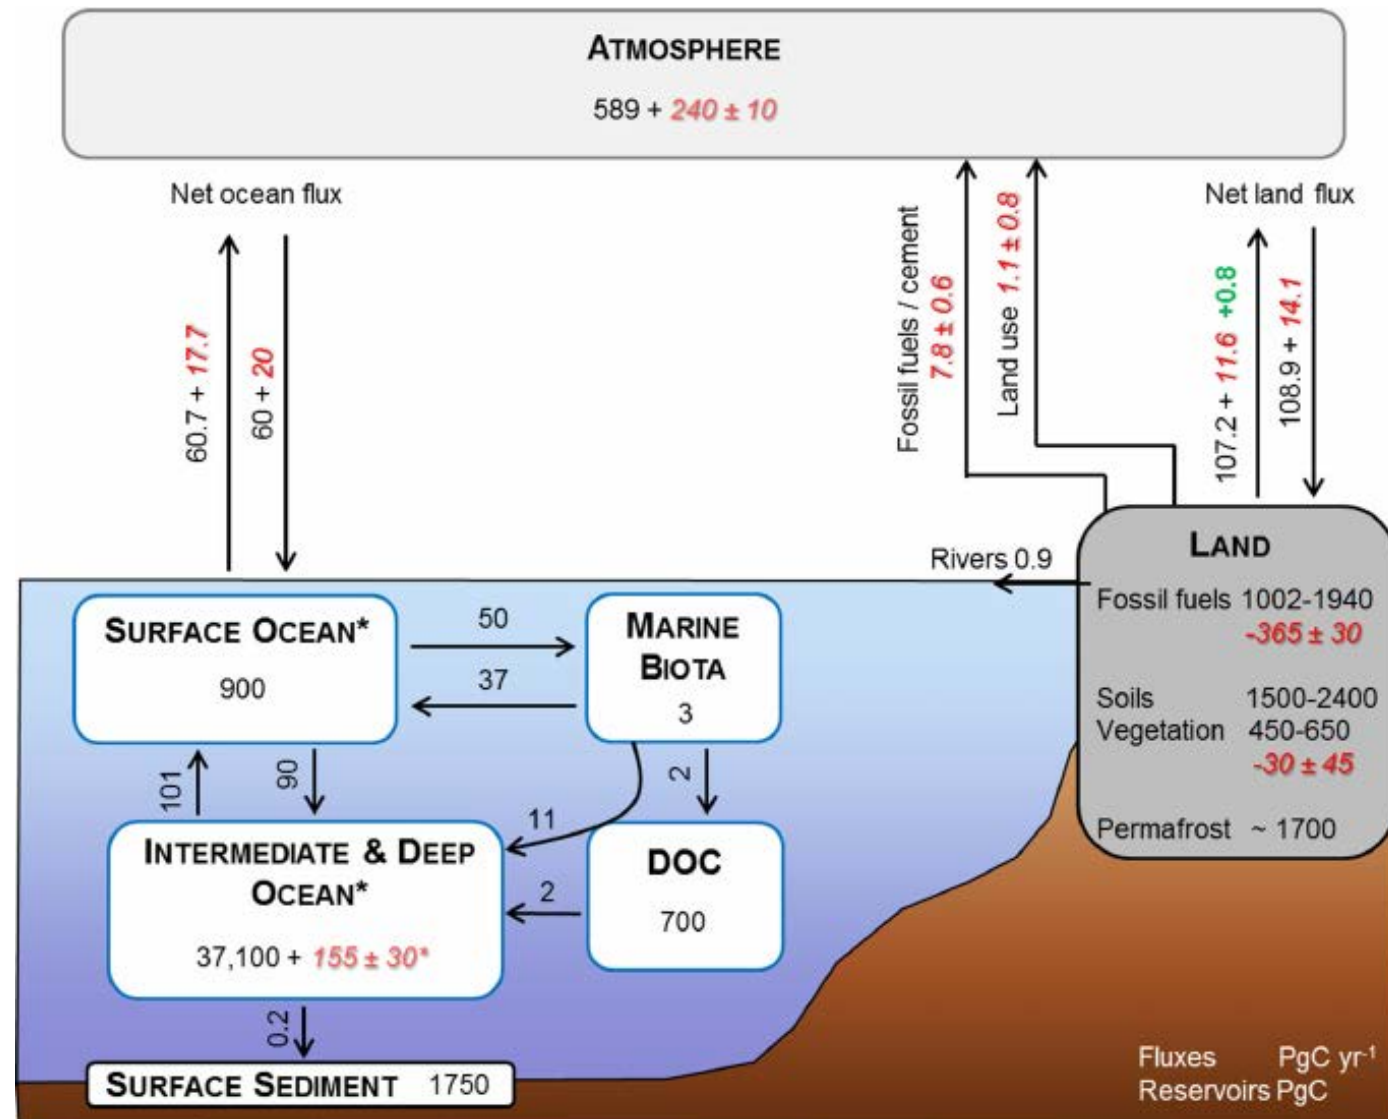 ATMOSPHERE
589 + 240 ± 10
Net ocean flux
60.7 + 17.7
60 + 20
Fossil fuels / cement
7.8 ± 0.6
Land use 1.1 ± 0.8
Net land flux
107.2 + 11.6 +0.8
108.9 + 14.1
Rivers 0.9
LAND
Fossil fuels 1002-1940
-365 ± 30
Soils 1500-2400
Vegetation 450-650
-30 ± 45
Permafrost ~ 1700
SURFACE OCEAN*
900
50
37
MARINE
BIOTA
3
101
90
11
2
INTERMEDIATE & DEEP
OCEAN*
37,100 + 155 ± 30*
2
DOC
700
0.2
SURFACE SEDIMENT 1750
Fluxes PgC yr-1
Reservoirs PgC